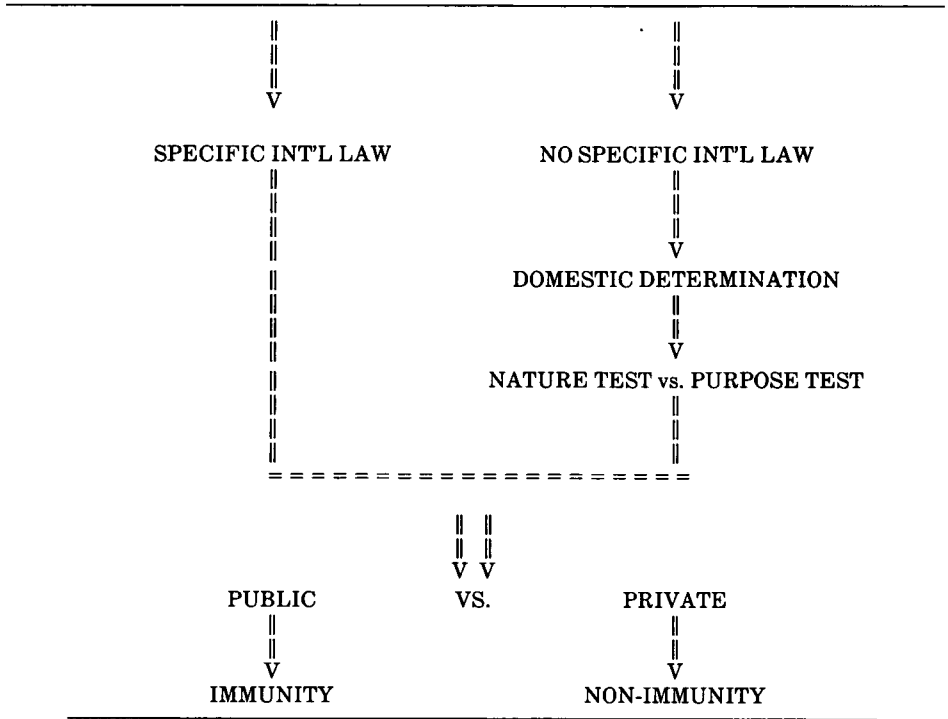 SPECIFIC INT'L LAW NO SPECIFIC INT'L LAW
V
DOMESTIC DETERMINATION
V
NATURE TEST vs. PURPOSE TEST
V V
PUBLIC VS. PRIVATE
V V
IMMUNITY NON-IMMUNITY